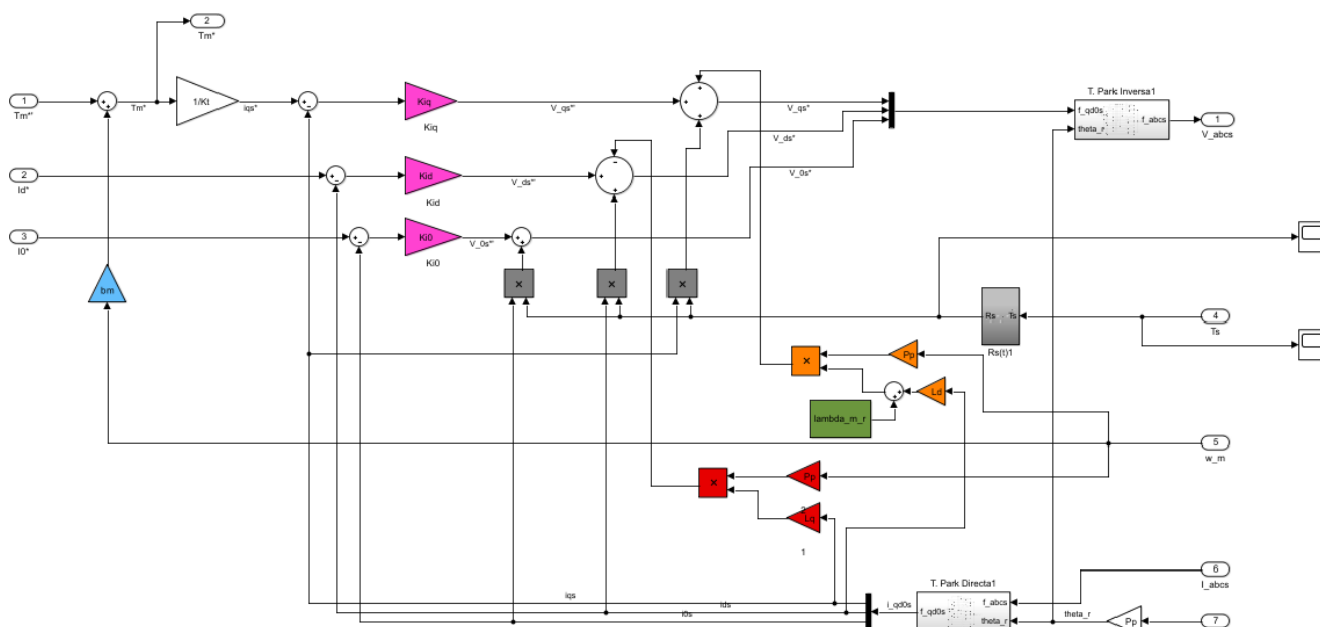 2
Tm*
T. Park Inversa1
1
Tm*'
Tm*
1/Kt
iqs*
Kiq
Kiq
V_qs*'
V_qs*
f_qd0s
f_abcs
theta_r
1
V_abcs
V_ds*
2
Id*
Kid
Kid
V_ds*'
V_0s*
3
I0*
Ki0
Ki0
V_0s*'
bm
×
×
×
Rs
Ts
Rs(t)1
4
Ts
×
Pp
Ld
lambda_m_r
5
w_m
×
Pp
2
Lq
1
T. Park Directa1
6
I_abcs
iqs
ids
i0s
i_qd0s
f_qd0s
f_abcs
theta_r
theta_r
Pp
7